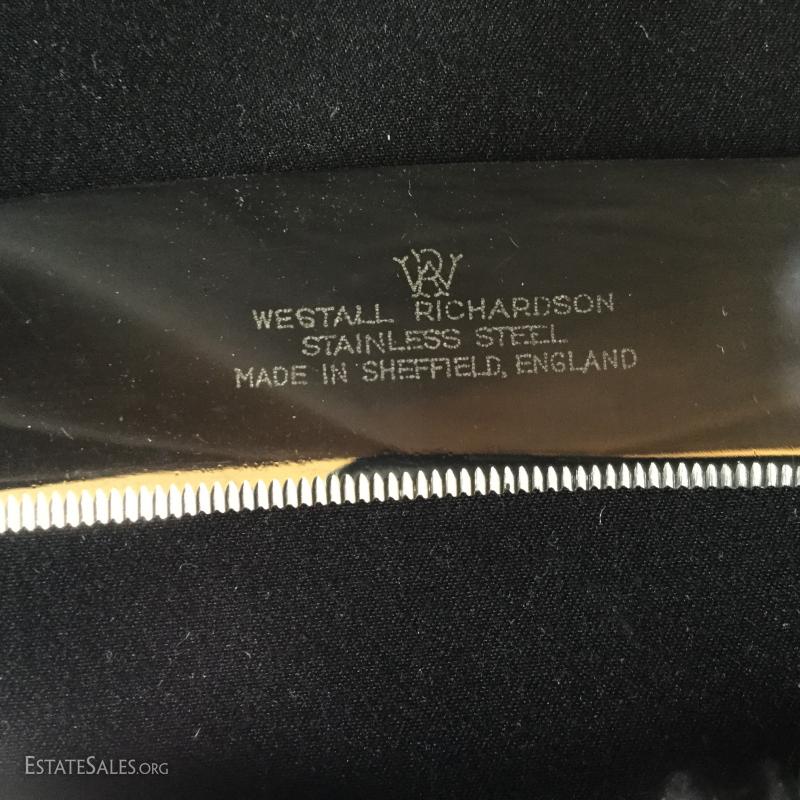 WR
WESTALL RICHARDSON
STAINLESS STEEL
MADE IN SHEFFIELD, ENGLAND
ESTATESALES.ORG